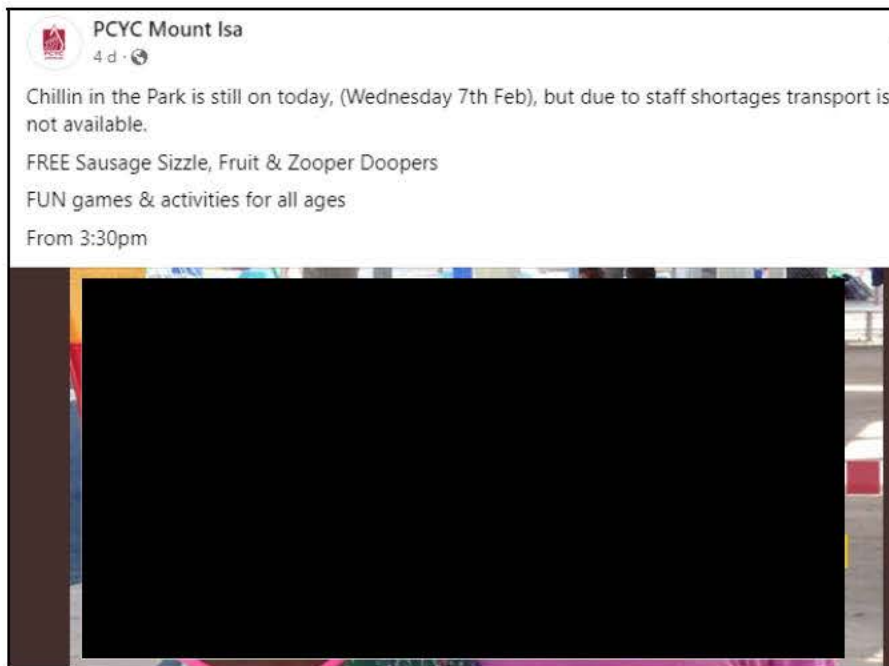 PCYC Mount Isa
4 d ·
Chillin in the Park is still on today, (Wednesday 7th Feb), but due to staff shortages transport is
not available.
FREE Sausage Sizzle, Fruit & Zooper Doopers
FUN games & activities for all ages
From 3:30pm